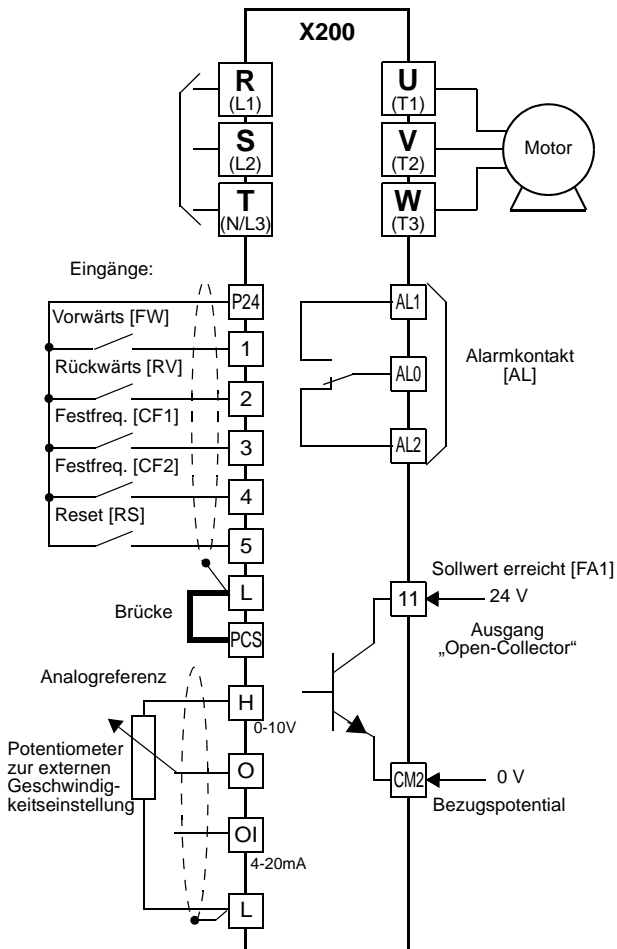 X200
R
(L1)
S
(L2)
T
(N/L3)
U
(T1)
V
(T2)
W
(T3)
Motor
Eingänge:
P24
Vorwärts [FW]
1
Rückwärts [RV]
2
Festfreq. [CF1]
3
Festfreq. [CF2]
4
Reset [RS]
5
L
Brücke
PCS
AL1
AL0
AL2
Alarmkontakt
[AL]
Sollwert erreicht [FA1]
11
24 V
Ausgang
„Open-Collector“
CM2
0 V
Bezugspotential
Analogreferenz
H
0-10V
Potentiometer
zur externen
Geschwindig-
keitseinstellung
O
OI
4-20mA
L